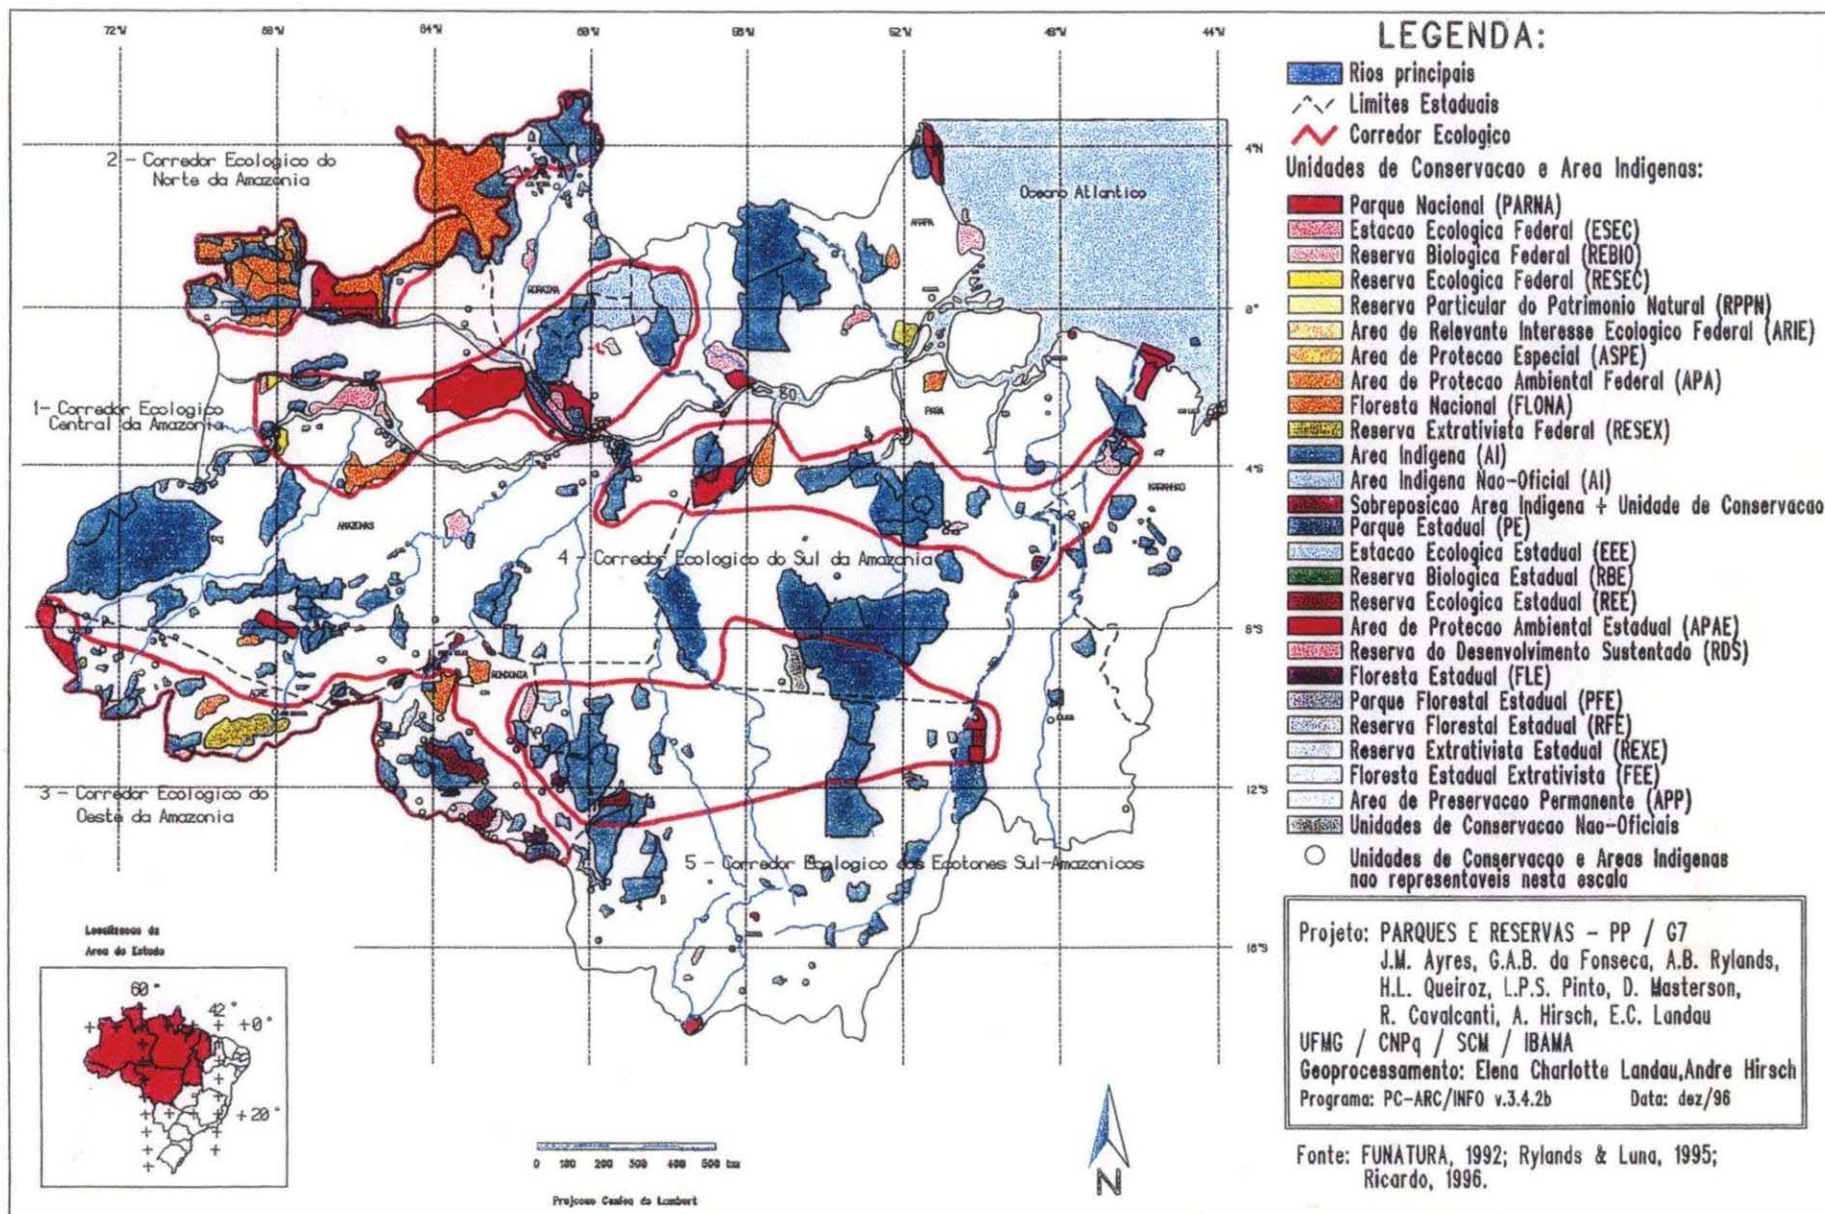 72°W 68°W 64°W 60°W 56°W 52°W 48°W 44°W
4°N
0°
4°S
8°S
12°S
16°S
2 - Corredor Ecologico do
Norte da Amazonia
Oceano Atlantico
AMAPA
RORAIMA
1- Corredor Ecologico
Central da Amazonia
PARA
AMAZONAS
MARANHAO
4 - Corredor Ecologico do Sul da Amazonia
ACRE
RONDONIA
3 - Corredor Ecologico do
Oeste da Amazonia
5 - Corredor Ecologico dos Ecotones Sul-Amazonicos
Localizacao da
Area de Estudo
60°
42°
+0°
+20°
0 100 200 300 400 500 km
Projecao Conica de Lambert
N
LEGENDA:
Rios principais
Limites Estaduais
Corredor Ecologico
Unidades de Conservacao e Area Indigenas:
Parque Nacional (PARNA)
Estacao Ecologica Federal (ESEC)
Reserva Biologica Federal (REBIO)
Reserva Ecologica Federal (RESEC)
Reserva Particular do Patrimonio Natural (RPPN)
Area de Relevante Interesse Ecologico Federal (ARIE)
Area de Protecao Especial (ASPE)
Area de Protecao Ambiental Federal (APA)
Floresta Nacional (FLONA)
Reserva Extrativista Federal (RESEX)
Area Indigena (AI)
Area Indigena Nao-Oficial (AI)
Sobreposicao Area Indigena + Unidade de Conservacao
Parque Estadual (PE)
Estacao Ecologica Estadual (EEE)
Reserva Biologica Estadual (RBE)
Reserva Ecologica Estadual (REE)
Area de Protecao Ambiental Estadual (APAE)
Reserva do Desenvolvimento Sustentado (RDS)
Floresta Estadual (FLE)
Parque Florestal Estadual (PFE)
Reserva Florestal Estadual (RFE)
Reserva Extrativista Estadual (REXE)
Floresta Estadual Extrativista (FEE)
Area de Preservacao Permanente (APP)
Unidades de Conservacao Nao-Oficiais
Unidades de Conservacao e Areas Indigenas
nao representaveis nesta escala
Projeto: PARQUES E RESERVAS - PP / G7
J.M. Ayres, G.A.B. da Fonseca, A.B. Rylands,
H.L. Queiroz, L.P.S. Pinto, D. Masterson,
R. Cavalcanti, A. Hirsch, E.C. Landau
UFMG / CNPq / SCM / IBAMA
Geoprocessamento: Elena Charlotte Landau,Andre Hirsch
Programa: PC-ARC/INFO v.3.4.2b Data: dez/96
Fonte: FUNATURA, 1992; Rylands & Luna, 1995;
Ricardo, 1996.